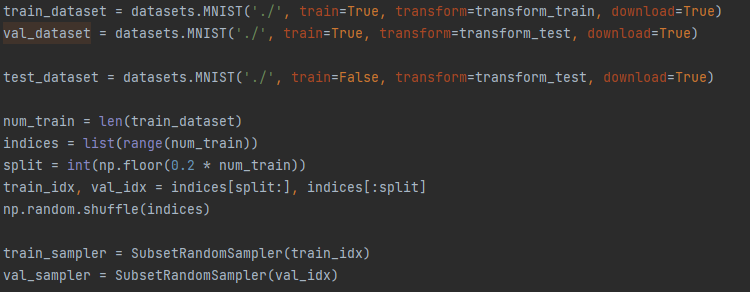 train_dataset = datasets.MNIST('./', train=True, transform=transform_train, download=True)
val_dataset = datasets.MNIST('./', train=True, transform=transform_test, download=True)
test_dataset = datasets.MNIST('./', train=False, transform=transform_test, download=True)
num_train = len(train_dataset)
indices = list(range(num_train))
split = int(np.floor(0.2 * num_train))
train_idx, val_idx = indices[split:], indices[:split]
np.random.shuffle(indices)
train_sampler = SubsetRandomSampler(train_idx)
val_sampler = SubsetRandomSampler(val_idx)